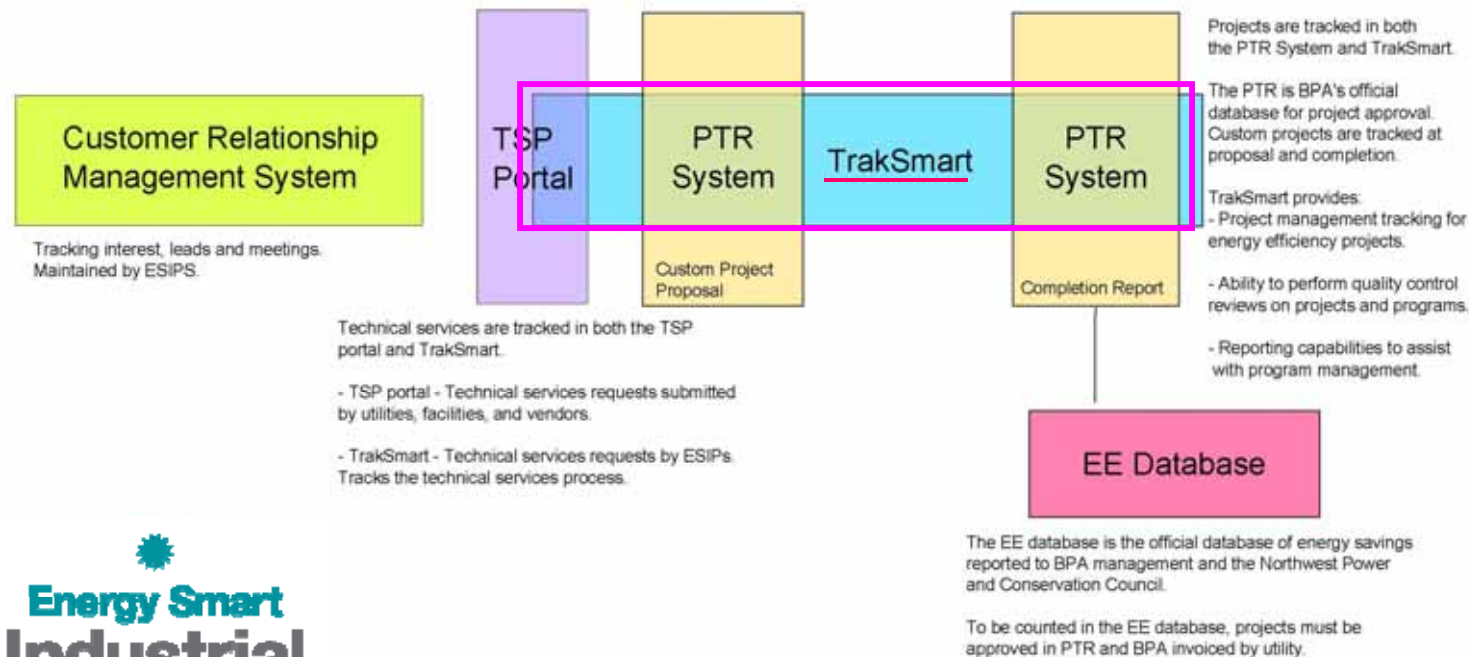 Customer Relationship
Management System
Tracking interest, leads and meetings.
Maintained by ESIPS.
TSP
Portal
PTR
System
Custom Project
Proposal
TrakSmart
PTR
System
Completion Report
Technical services are tracked in both the TSP
portal and TrakSmart.
- TSP portal - Technical services requests submitted
by utilities, facilities, and vendors.
- TrakSmart - Technical services requests by ESIPs.
Tracks the technical services process.
Projects are tracked in both
the PTR System and TrakSmart.
The PTR is BPA's official
database for project approval.
Custom projects are tracked at
proposal and completion.
TrakSmart provides:
- Project management tracking for
energy efficiency projects.
- Ability to perform quality control
reviews on projects and programs.
- Reporting capabilities to assist
with program management.
EE Database
The EE database is the official database of energy savings
reported to BPA management and the Northwest Power
and Conservation Council.
To be counted in the EE database, projects must be
approved in PTR and BPA invoiced by utility.
Energy Smart
Industrial